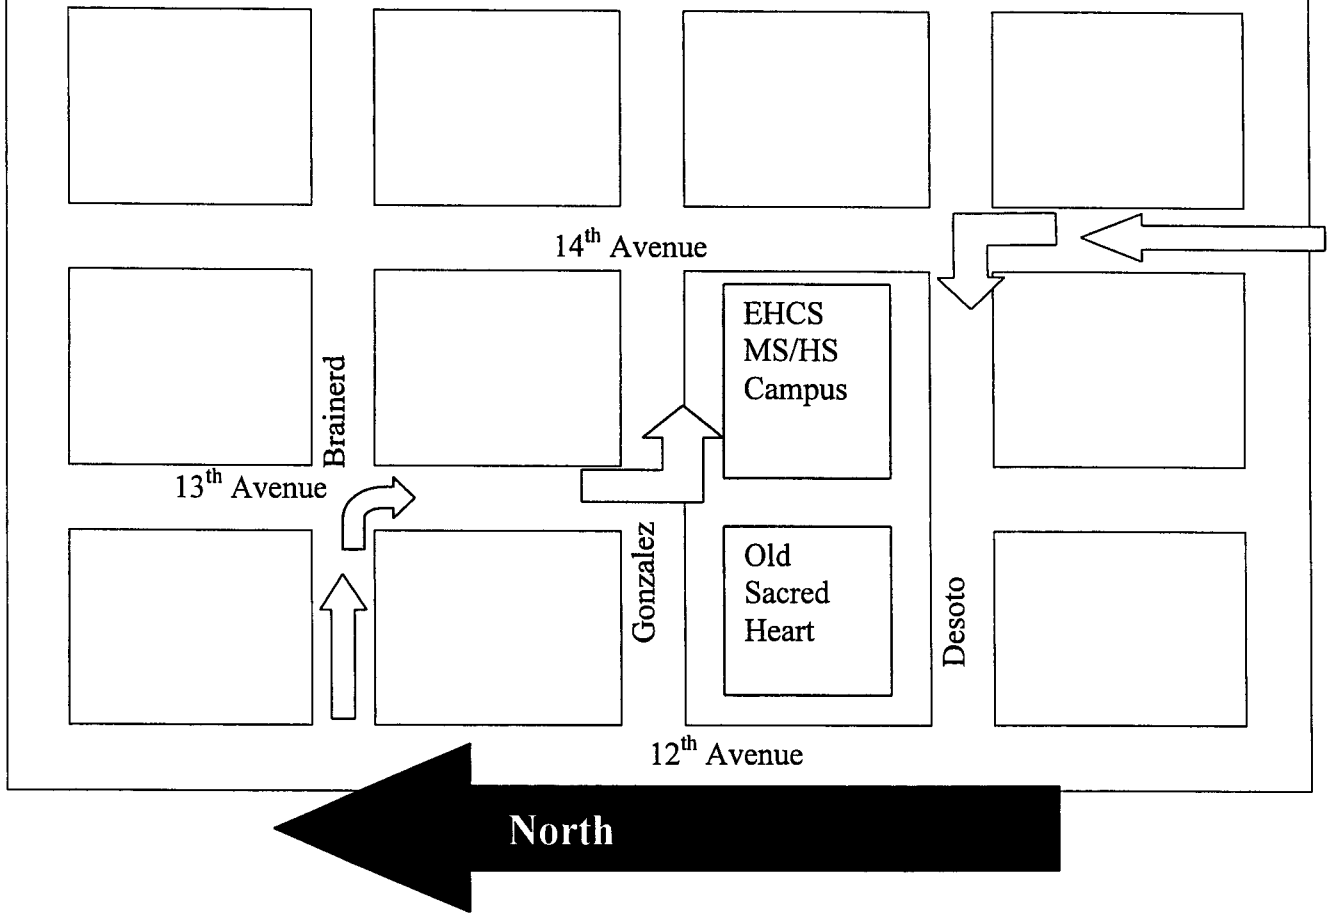 14th Avenue
EHCS
MS/HS
Campus
Brainerd
13th Avenue
Gonzalez
Old
Sacred
Heart
Desoto
12th Avenue
North